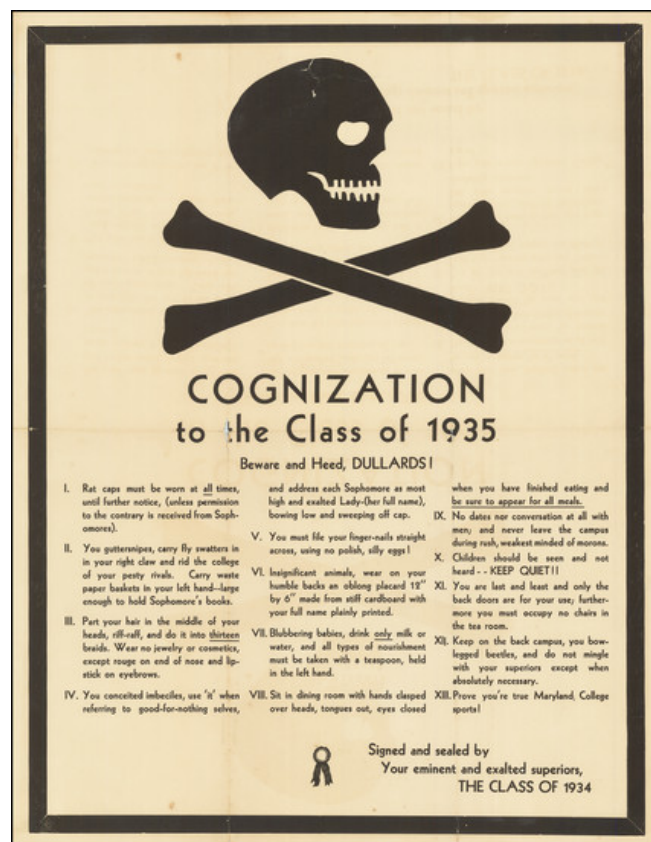 COGNIZATION
to the Class of 1935
Beware and Heed, DULLARDS!
I. Rat caps must be worn at all times,
until further notice, (unless permission
to the contrary is received from Soph-
omores).
II. You guttersnipes, carry fly swatters in
in your right claw and rid the college
of your pesty rivals. Carry waste
paper baskets in your left hand—large
enough to hold Sophomore's books.
III. Part your hair in the middle of your
heads, riff-raff, and do it into thirteen
braids. Wear no jewelry or cosmetics,
except rouge on end of nose and lip-
stick on eyebrows.
IV. You conceited imbeciles, use 'it' when
referring to good-for-nothing selves,
and address each Sophomore as most
high and exalted Lady-(her full name),
bowing low and sweeping off cap.
V. You must file your finger-nails straight
across, using no polish, silly eggs!
VI. Insignificant animals, wear on your
humble backs an oblong placard 12"
by 6" made from stiff cardboard with
your full name plainly printed.
VII. Blubbering babies, drink only milk or
water, and all types of nourishment
must be taken with a teaspoon, held
in the left hand.
VIII. Sit in dining room with hands clasped
over heads, tongues out, eyes closed
when you have finished eating and
be sure to appear for all meals.
IX. No dates nor conversation at all with
men; and never leave the campus
during rush, weakest minded of morons.
X. Children should be seen and not
heard - - KEEP QUIET!!
XI. You are last and least and only the
back doors are for your use; further-
more you must occupy no chairs in
the tea room.
XII. Keep on the back campus, you bow-
legged beetles, and do not mingle
with your superiors except when
absolutely necessary.
XIII. Prove you're true Maryland College
sports!
Signed and sealed by
Your eminent and exalted superiors,
THE CLASS OF 1934